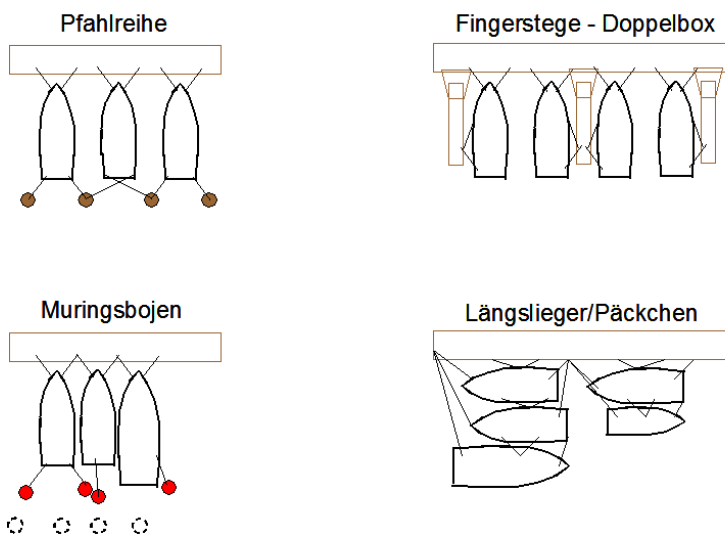 Pfahlreihe
Fingerstege - Doppelbox
Muringsbojen
Längslieger/Päckchen